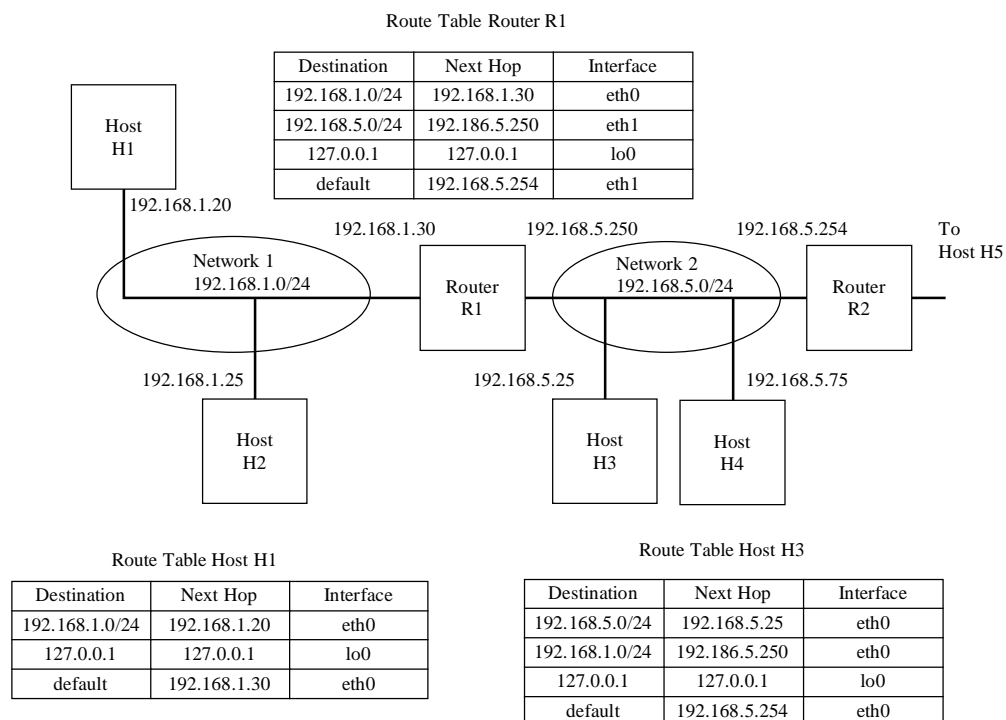 Route Table Router R1
Destination Next Hop Interface
192.168.1.0/24 192.168.1.30 eth0
192.168.5.0/24 192.186.5.250 eth1
127.0.0.1 127.0.0.1 lo0
default 192.168.5.254 eth1
Host
H1
192.168.1.20
192.168.1.30
192.168.5.250
192.168.5.254
To
Host H5
Network 1
192.168.1.0/24
Router
R1
Network 2
192.168.5.0/24
Router
R2
192.168.1.25
192.168.5.25
192.168.5.75
Host
H2
Host
H3
Host
H4
Route Table Host H1
Destination Next Hop Interface
192.168.1.0/24 192.168.1.20 eth0
127.0.0.1 127.0.0.1 lo0
default 192.168.1.30 eth0
Route Table Host H3
Destination Next Hop Interface
192.168.5.0/24 192.168.5.25 eth0
192.168.1.0/24 192.186.5.250 eth0
127.0.0.1 127.0.0.1 lo0
default 192.168.5.254 eth0